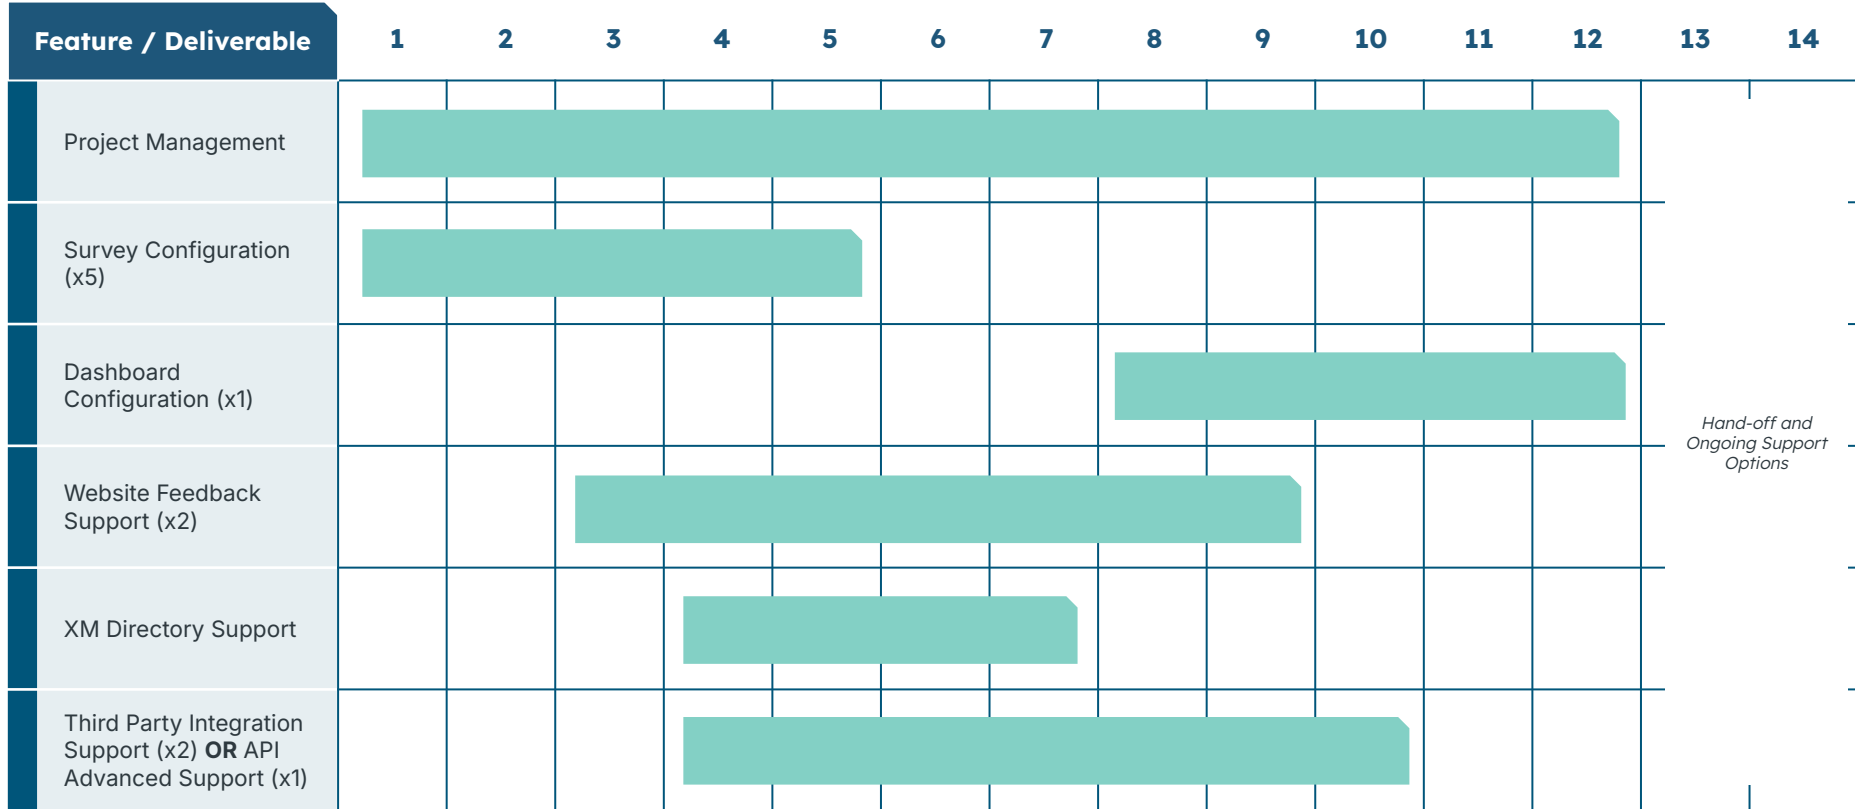 Feature / Deliverable 1 2 3 4 5 6 7 8 9 10 11 12 13 14
Project Management
Survey Configuration
(x5)
Dashboard
Configuration (x1)
Hand-off and
Ongoing Support
Options
Website Feedback
Support (x2)
XM Directory Support
Third Party Integration
Support (x2) OR API
Advanced Support (x1)